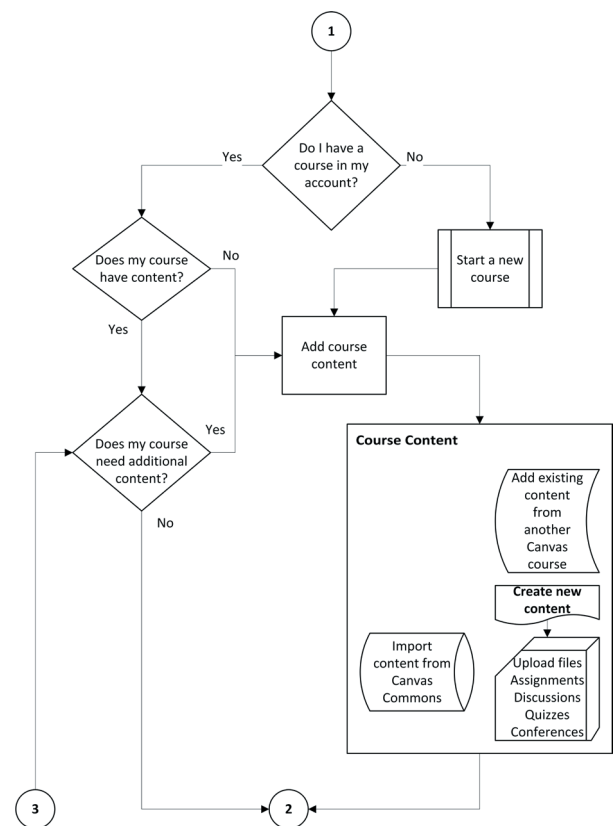 1
Do I have a
course in my
account?
Yes
No
Does my course
have content?
No
Start a new
course
Yes
Add course
content
Does my course
need additional
content?
Yes
No
Course Content
Add existing
content
from
another
Canvas
course
Create new
content
Import
content from
Canvas
Commons
Upload files
Assignments
Discussions
Quizzes
Conferences
3
2